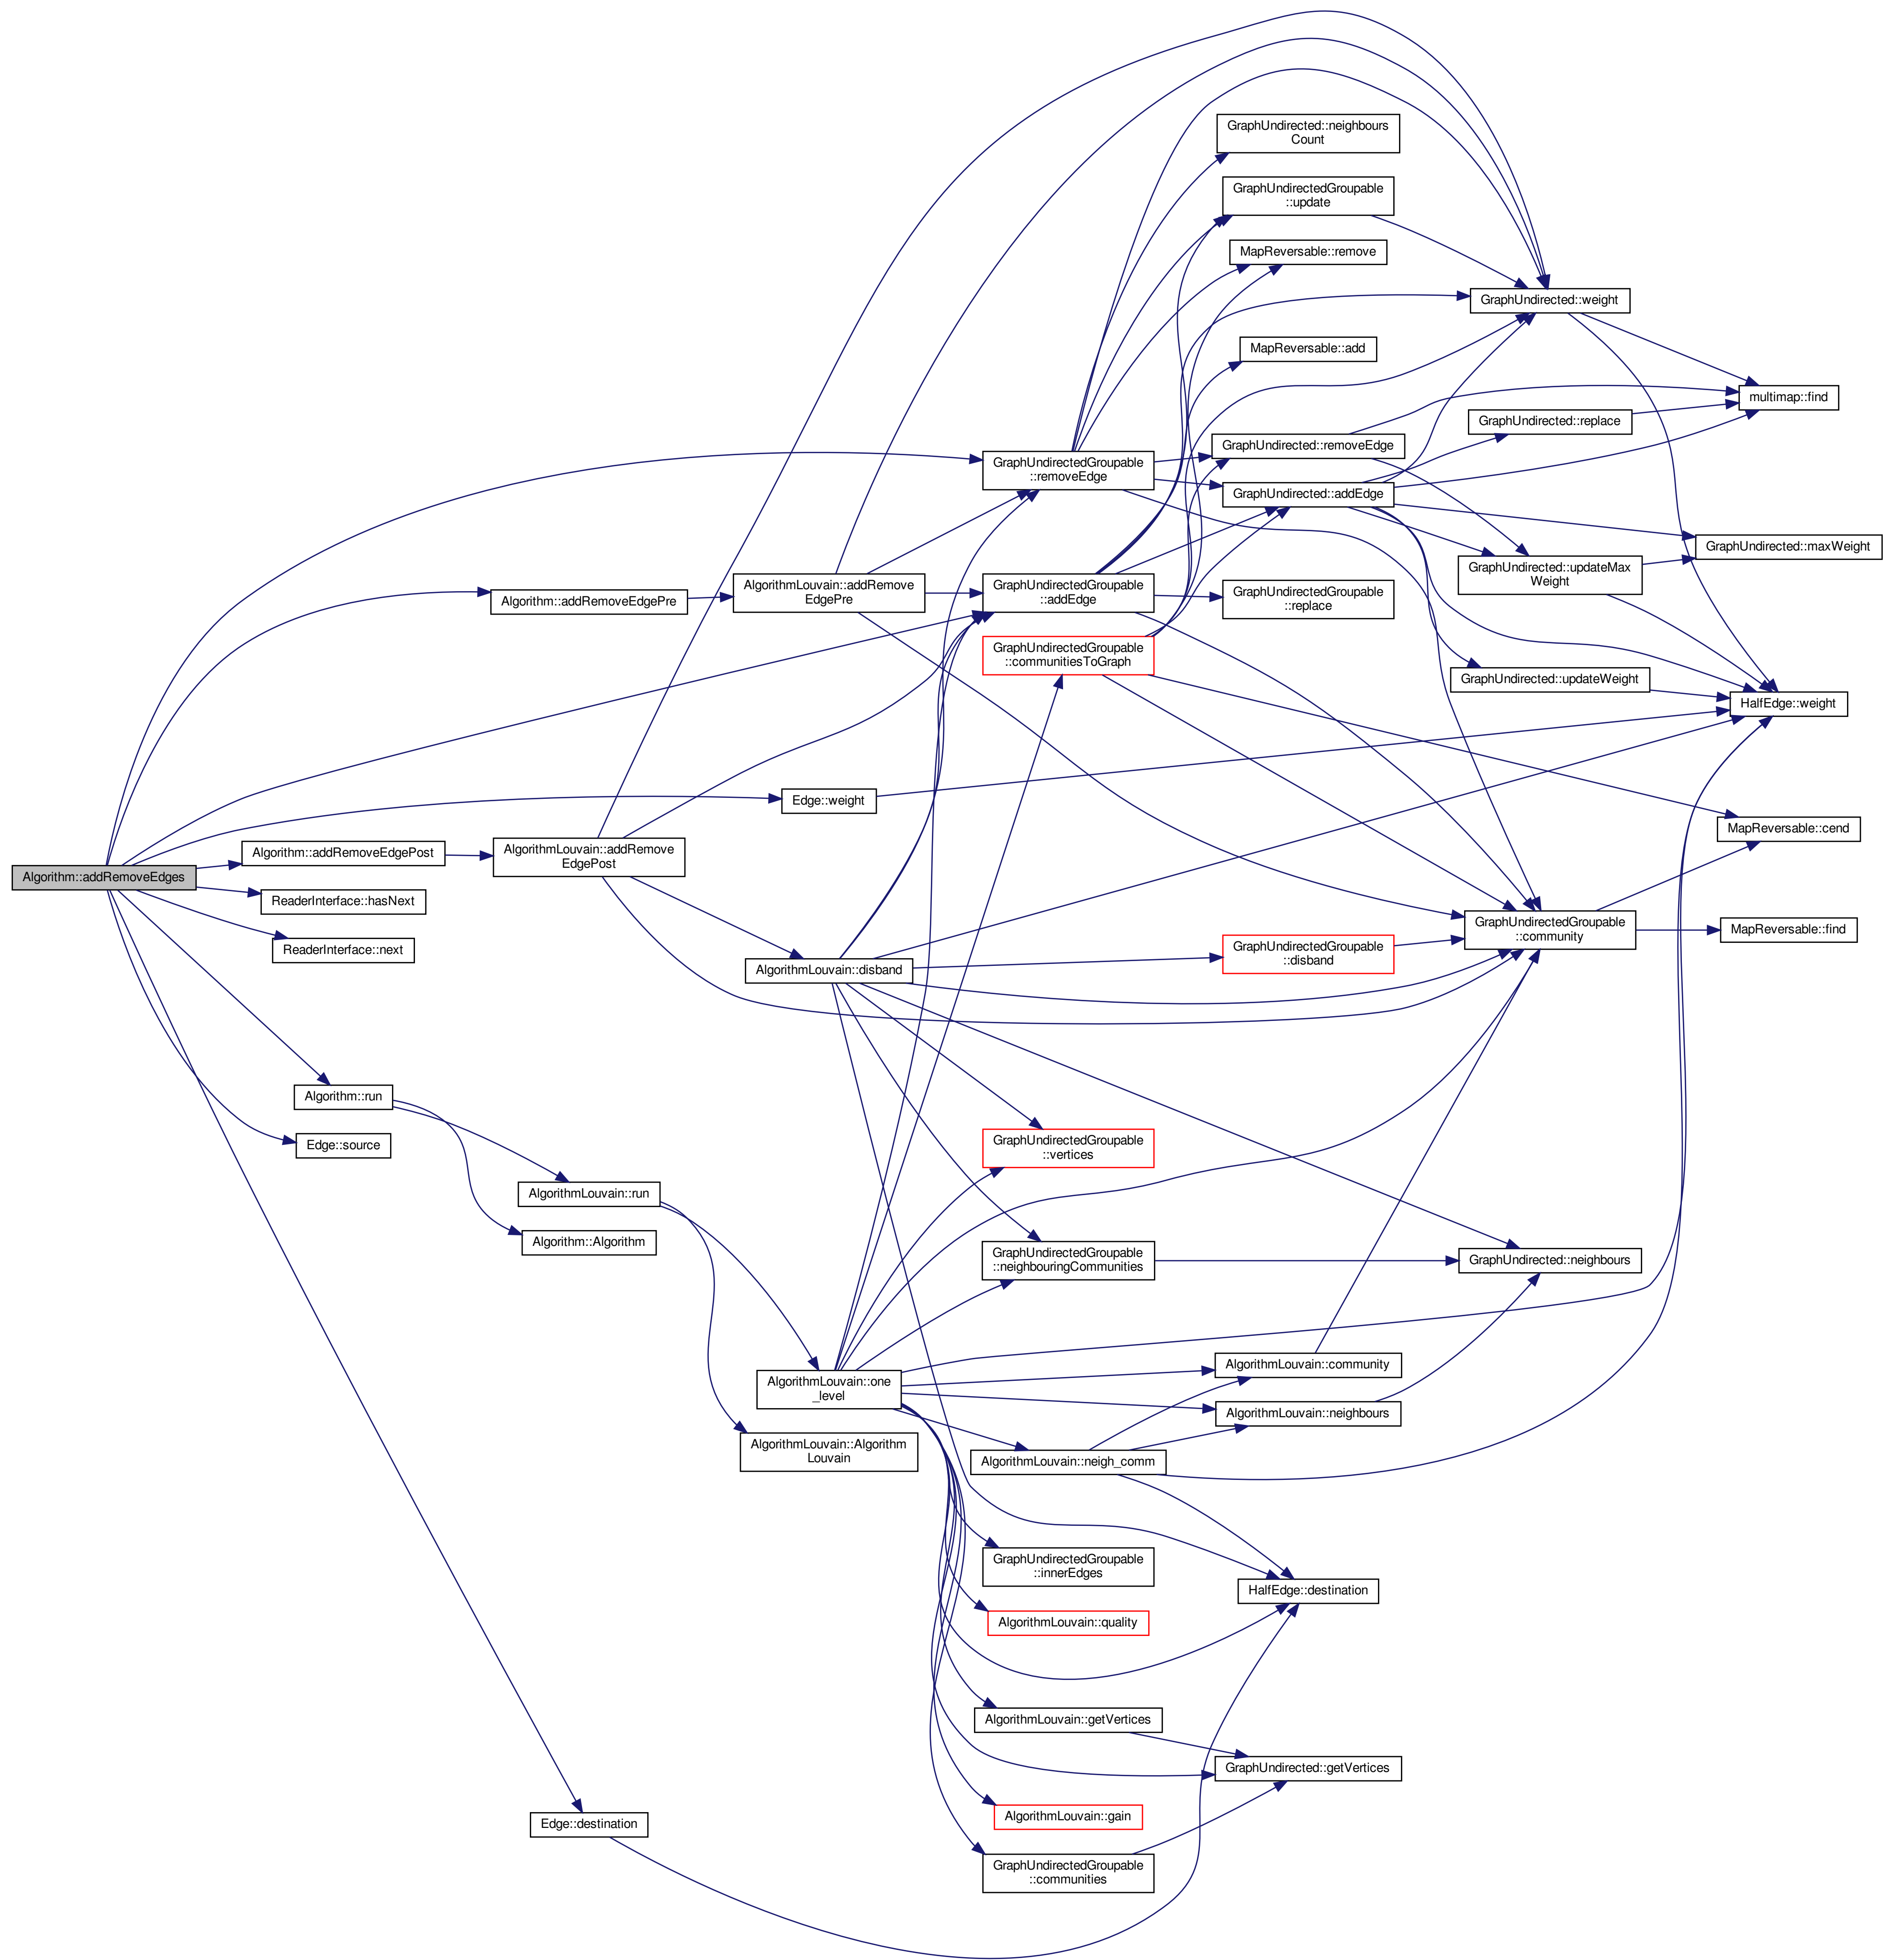 GraphUndirected::neighbours
Count
GraphUndirectedGroupable
::update
MapReversable::remove
GraphUndirected::weight
MapReversable::add
multimap::find
GraphUndirected::replace
GraphUndirected::removeEdge
GraphUndirectedGroupable
::removeEdge
GraphUndirected::addEdge
GraphUndirected::maxWeight
GraphUndirected::updateMax
Weight
AlgorithmLouvain::addRemove
EdgePre
GraphUndirectedGroupable
::addEdge
Algorithm::addRemoveEdgePre
GraphUndirectedGroupable
::replace
GraphUndirectedGroupable
::communitiesToGraph
GraphUndirected::updateWeight
HalfEdge::weight
Edge::weight
MapReversable::cend
Algorithm::addRemoveEdgePost
AlgorithmLouvain::addRemove
EdgePost
Algorithm::addRemoveEdges
ReaderInterface::hasNext
GraphUndirectedGroupable
::community
MapReversable::find
ReaderInterface::next
GraphUndirectedGroupable
::disband
AlgorithmLouvain::disband
Algorithm::run
Edge::source
GraphUndirectedGroupable
::vertices
AlgorithmLouvain::run
Algorithm::Algorithm
GraphUndirectedGroupable
::neighbouringCommunities
GraphUndirected::neighbours
AlgorithmLouvain::community
AlgorithmLouvain::one
_level
AlgorithmLouvain::neighbours
AlgorithmLouvain::Algorithm
Louvain
AlgorithmLouvain::neigh_comm
GraphUndirectedGroupable
::innerEdges
HalfEdge::destination
AlgorithmLouvain::quality
AlgorithmLouvain::getVertices
GraphUndirected::getVertices
AlgorithmLouvain::gain
Edge::destination
GraphUndirectedGroupable
::communities